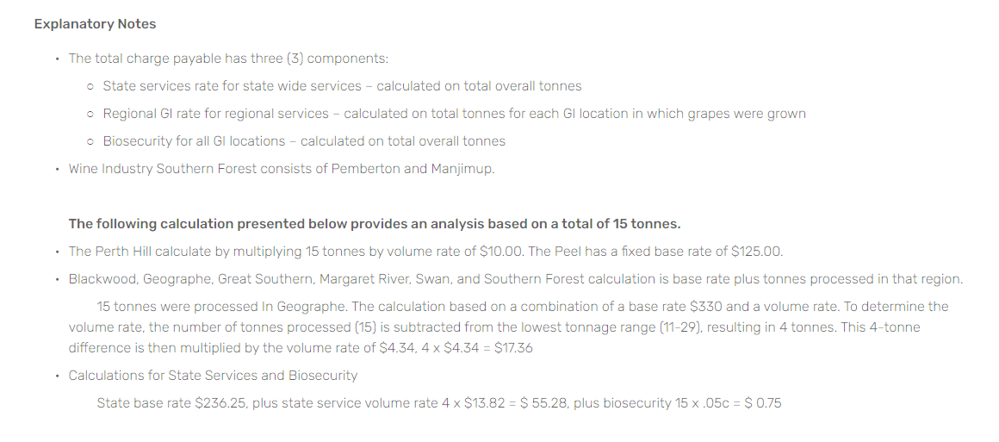 Explanatory Notes
• The total charge payable has three (3) components:
○ State services rate for state wide services – calculated on total overall tonnes
○ Regional GI rate for regional services – calculated on total tonnes for each GI location in which grapes were grown
○ Biosecurity for all GI locations – calculated on total overall tonnes
• Wine Industry Southern Forest consists of Pemberton and Manjimup.
The following calculation presented below provides an analysis based on a total of 15 tonnes.
• The Perth Hill calculate by multiplying 15 tonnes by volume rate of $10.00. The Peel has a fixed base rate of $125.00.
• Blackwood, Geographe, Great Southern, Margaret River, Swan, and Southern Forest calculation is base rate plus tonnes processed in that region.
15 tonnes were processed In Geographe. The calculation based on a combination of a base rate $330 and a volume rate. To determine the
volume rate, the number of tonnes processed (15) is subtracted from the lowest tonnage range (11-29), resulting in 4 tonnes. This 4-tonne
difference is then multiplied by the volume rate of $4.34, 4 x $4.34 = $17.36
• Calculations for State Services and Biosecurity
State base rate $236.25, plus state service volume rate 4 x $13.82 = $ 55.28, plus biosecurity 15 x .05c = $ 0.75